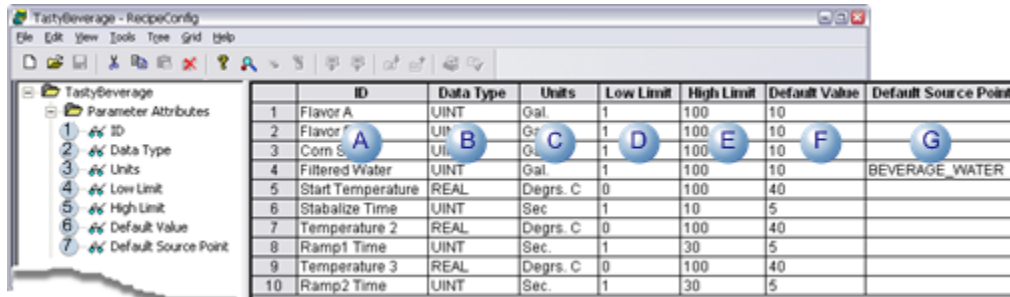 TastyBeverage - RecipeConfig
File Edit View Tools Tree Grid Help
TastyBeverage
Parameter Attributes
1 ID
2 Data Type
3 Units
4 Low Limit
5 High Limit
6 Default Value
7 Default Source Point
ID Data Type Units Low Limit High Limit Default Value Default Source Point
1 Flavor A UINT Gal. 1 100 10
2 Flavor 1 100 10
3 Corn 1 100 10
A B C D E F G
4 Filtered Water UINT Gal. 1 100 10 BEVERAGE_WATER
5 Start Temperature REAL Degrs. C 0 100 40
6 Stabalize Time UINT Sec 1 10 5
7 Temperature 2 REAL Degrs. C 0 100 40
8 Ramp1 Time UINT Sec. 1 30 5
9 Temperature 3 REAL Degrs. C 0 100 40
10 Ramp2 Time UINT Sec. 1 30 5